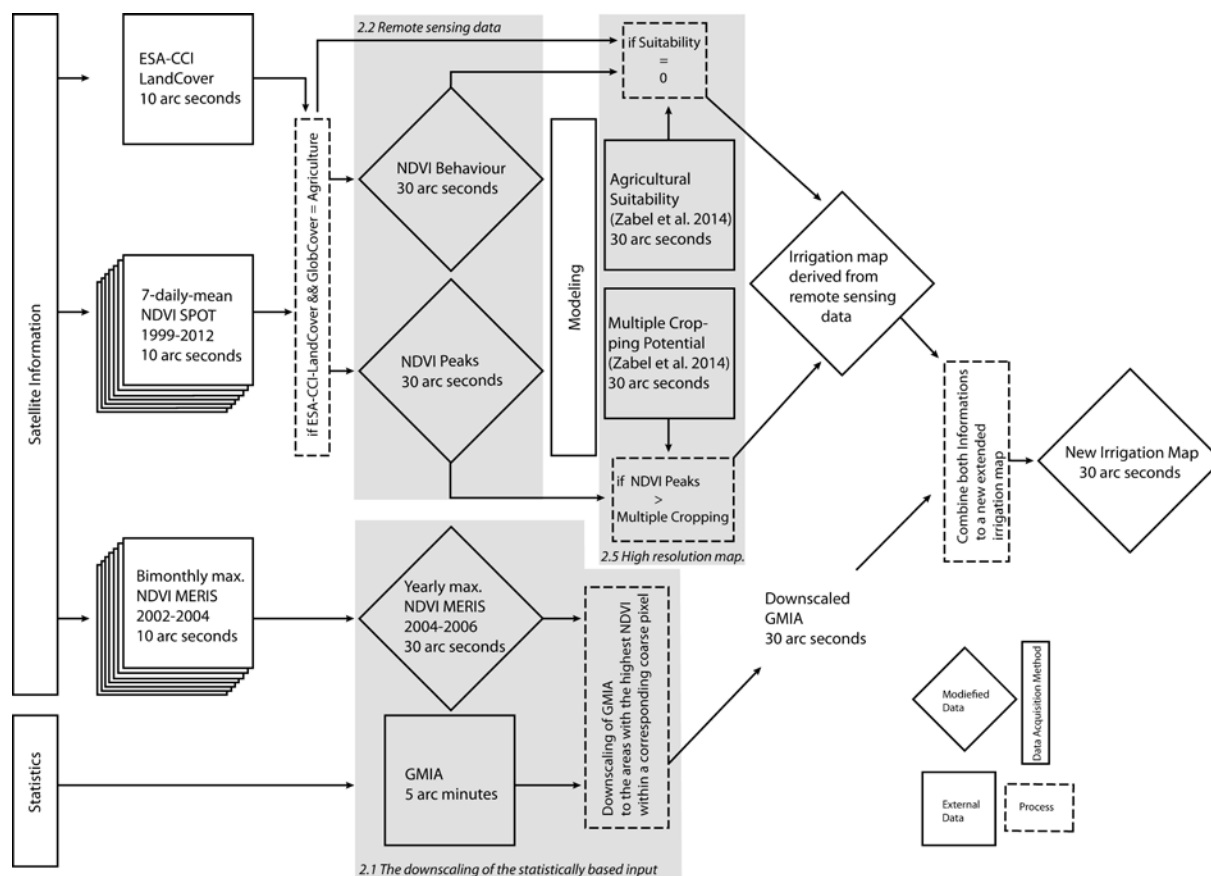 Satellite Information
Statistics
ESA-CCI
LandCover
10 arc seconds
7-daily-mean
NDVI SPOT
1999-2012
10 arc seconds
Bimonthly max.
NDVI MERIS
2002-2004
10 arc seconds
if ESA-CCI-LandCover && GlobCover = Agriculture
2.2 Remote sensing data
NDVI Behaviour
30 arc seconds
NDVI Peaks
30 arc seconds
Modeling
if Suitability
=
0
Agricultural
Suitability
(Zabel et al. 2014)
30 arc seconds
Multiple Crop-
ping Potential
(Zabel et al. 2014)
30 arc seconds
if NDVI Peaks
>
Multiple Cropping
2.5 High resolution map.
Irrigation map
derived from
remote sensing
data
Yearly max.
NDVI MERIS
2004-2006
30 arc seconds
GMIA
5 arc minutes
Downscaling of GMIA
to the areas with the highest NDVI
within a corresponding coarse pixel
2.1 The downscaling of the statistically based input
Downscaled
GMIA
30 arc seconds
Combine both Informations
to a new extended
irrigation map
New Irrigation Map
30 arc seconds
Modiefied
Data
Data Acquisition Method
External
Data
Process